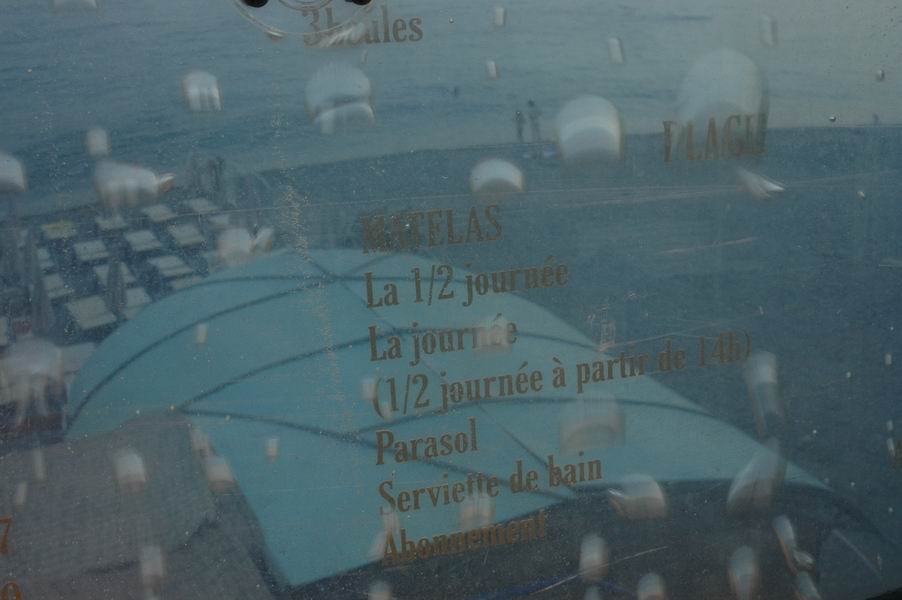 3 boules
PLAGE
MATELAS
La 1/2 journée
La journée
(1/2 journée à partir de 14h)
Parasol
Serviette de bain
Abonnement
7